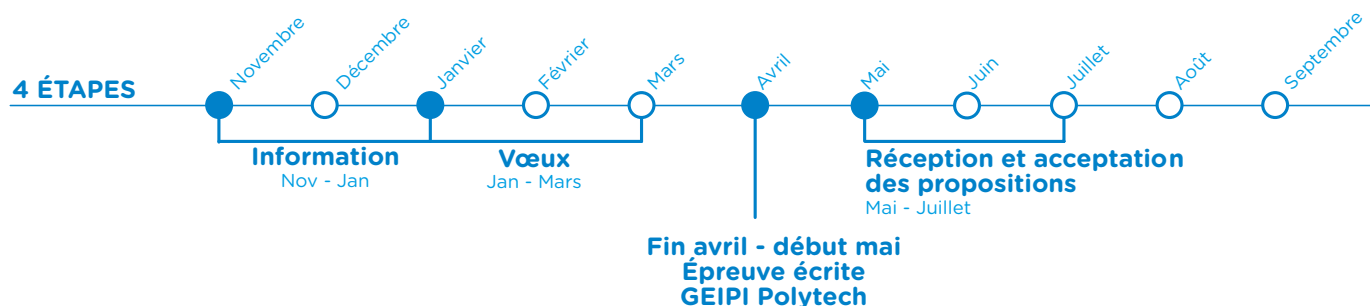 4 ÉTAPES
Novembre
Décembre
Janvier
Février
Mars
Avril
Mai
Juin
Juillet
Août
Septembre
Information
Nov - Jan
Vœux
Jan - Mars
Réception et acceptation
des propositions
Mai - Juillet
Fin avril - début mai
Épreuve écrite
GEIPI Polytech